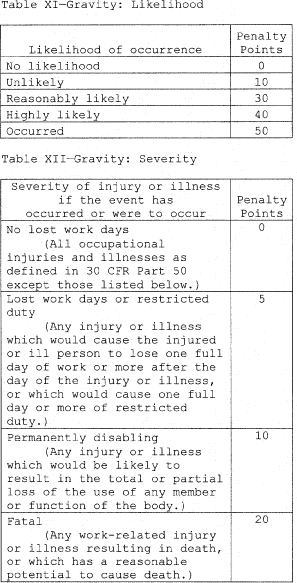 Table XI—Gravity: Likelihood
Likelihood of occurrence
Penalty
Points
No likelihood 0
Unlikely 10
Reasonably likely 30
Highly likely 40
Occurred 50
Table XII—Gravity: Severity
Severity of injury or illness
if the event has
occurred or were to occur
Penalty
Points
No lost work days 0
(All occupational
injuries and illnesses as
defined in 30 CFR Part 50
except those listed below.)
Lost work days or restricted 5
duty
(Any injury or illness
which would cause the injured
or ill person to lose one full
day of work or more after the
day of the injury or illness,
or which would cause one full
day or more of restricted
duty.)
Permanently disabling 10
(Any injury or illness
which would be likely to
result in the total or partial
loss of the use of any member
or function of the body.)
Fatal 20
(Any work-related injury
or illness resulting in death,
or which has a reasonable
potential to cause death.)